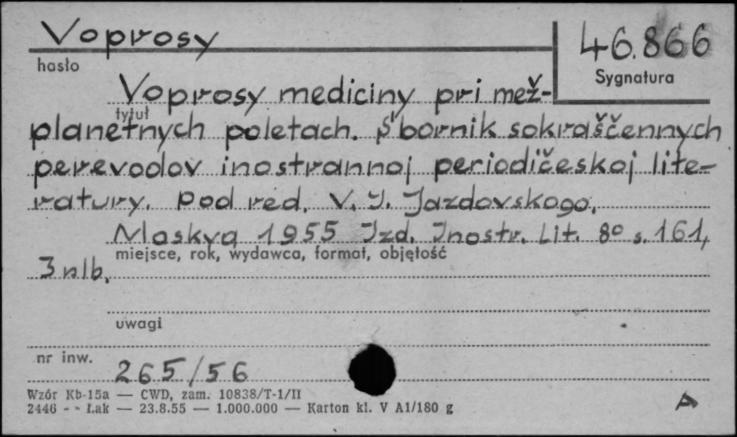 Voprosy
46.866
hasło
Sygnatura
Voprosy mediciny pri mež-
tytuł
planetnych poletach. Sbornik sokraščennych
perevodov inostrannoj periodičeskoj lite-
ratury. Pod red. V. I. Jazdovskogo.
Moskva 1955 Izd. Inostr. Lit. 8° s. 161,
miejsce, rok, wydawca, format, objętość
3 nlb.
uwagi
nr inw.
265/56
Wzór Kb-15a — CWD, zam. 10838/T-1/II
2446 - - Łak — 23.8.55 — 1.000.000 — Karton kl. V A1/180 g
A